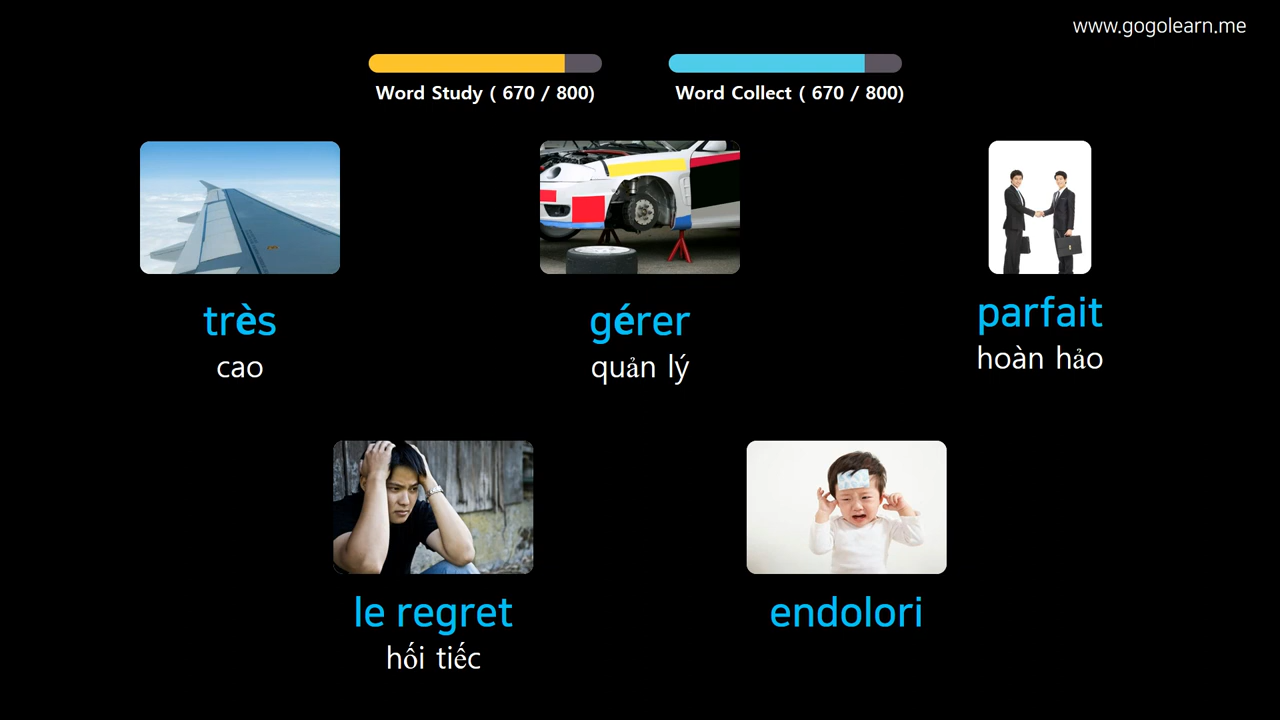 www.gogolearn.me
Word Study ( 670 / 800)
Word Collect ( 670 / 800)
très
cao
gérer
quản lý
parfait
hoàn hảo
le regret
hối tiếc
endolori